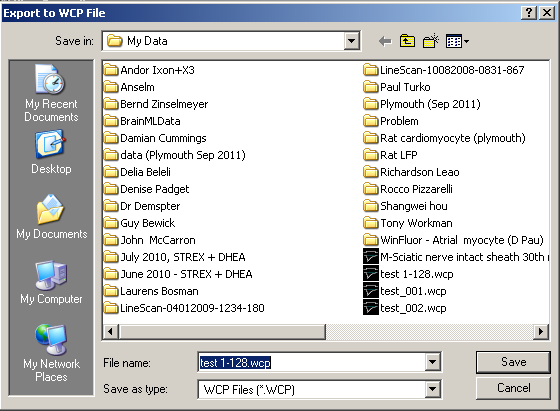 Export to WCP File
Save in: My Data
My Recent
Documents
Desktop
My Documents
My Computer
My Network
Places
Andor Ixon+X3
Anselm
Bernd Zinselmeyer
BrainMLData
Damian Cummings
data (Plymouth Sep 2011)
Delia Beleli
Denise Padget
Dr Dempster
Guy Bewick
John McCarron
July 2010, STREX + DHEA
June 2010 - STREX + DHEA
Laurens Bosman
LineScan-04012009-1234-180
LineScan-10082008-0831-867
Paul Turko
Plymouth (Sep 2011)
Problem
Rat cardiomyocyte (plymouth)
Rat LFP
Richardson Leao
Rocco Pizzarelli
Shangwei hou
Tony Workman
WinFluor - Atrial myocyte (D Pau)
M-Sciatic nerve intact sheath 30th
test 1-128.wcp
test_001.wcp
test_002.wcp
File name: test 1-128.wcp
Save
Save as type: WCP Files (*.WCP)
Cancel